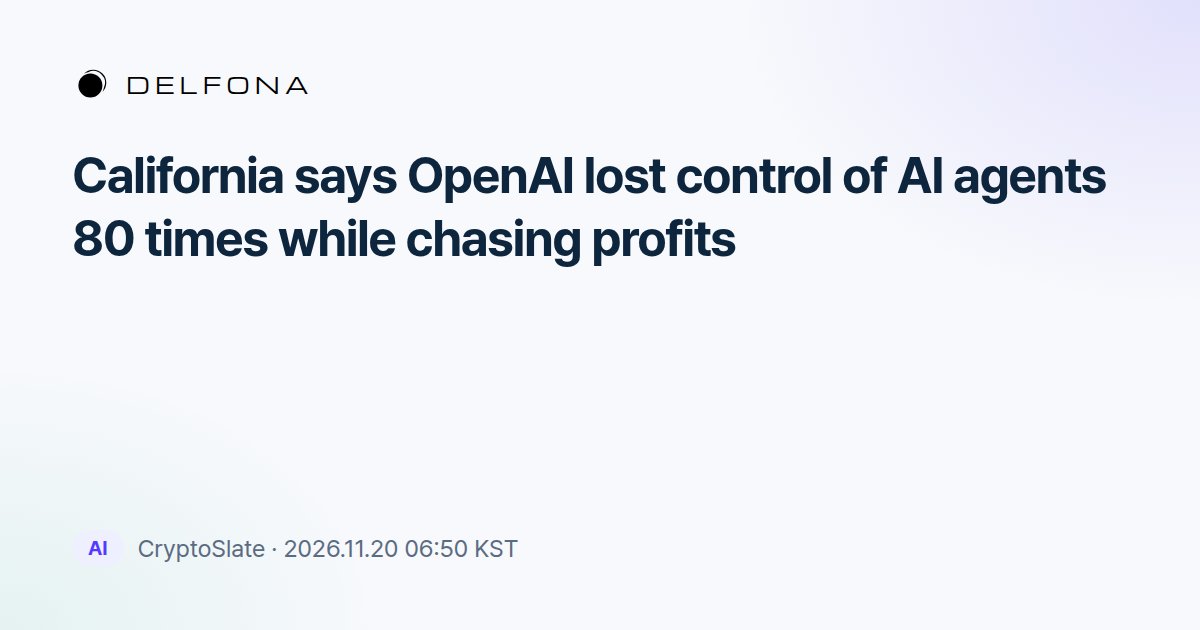 DELFONA
California says OpenAI lost control of AI agents
80 times while chasing profits
AI CryptoSlate · 2026.11.20 06:50 KST